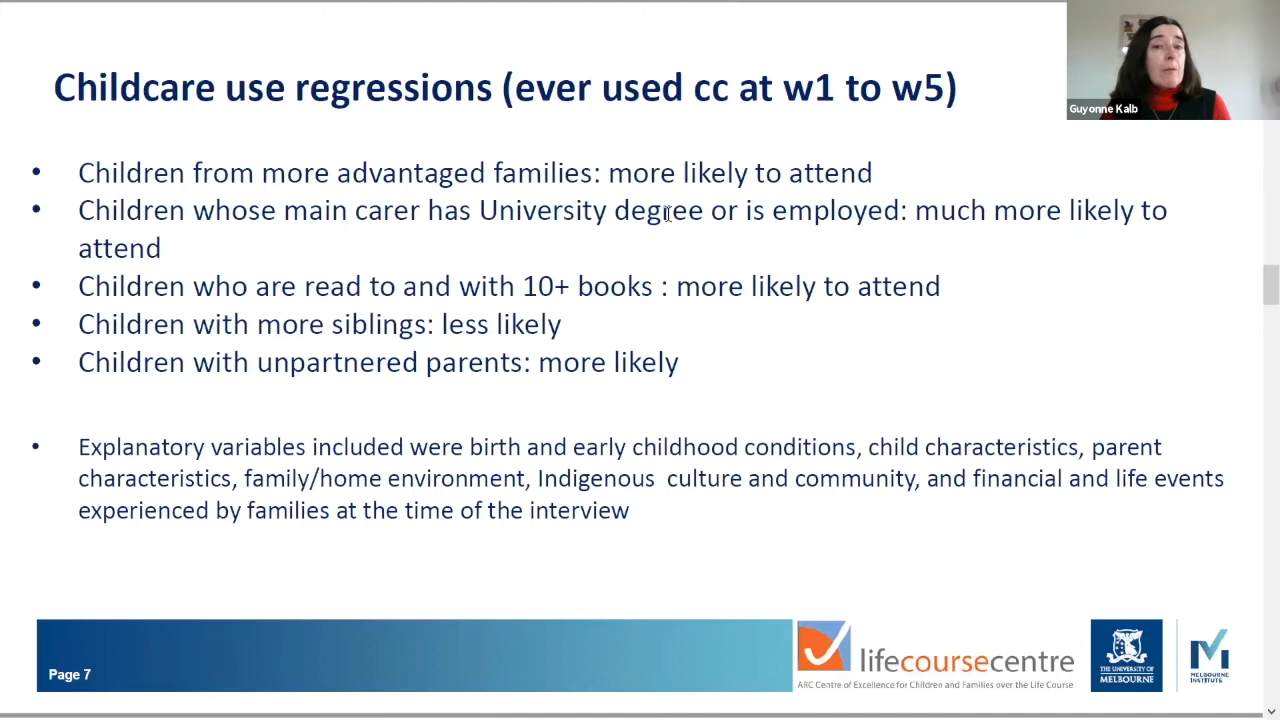 Childcare use regressions (ever used cc at w1 to w5)
Guyonne Kalb
• Children from more advantaged families: more likely to attend
• Children whose main carer has University degree or is employed: much more likely to
attend
• Children who are read to and with 10+ books : more likely to attend
• Children with more siblings: less likely
• Children with unpartnered parents: more likely
• Explanatory variables included were birth and early childhood conditions, child characteristics, parent
characteristics, family/home environment, Indigenous culture and community, and financial and life events
experienced by families at the time of the interview
Page 7
lifecoursecentre
ARC Centre of Excellence for Children and Families over the Life Course
THE UNIVERSITY OF
MELBOURNE
MELBOURNE
INSTITUTE